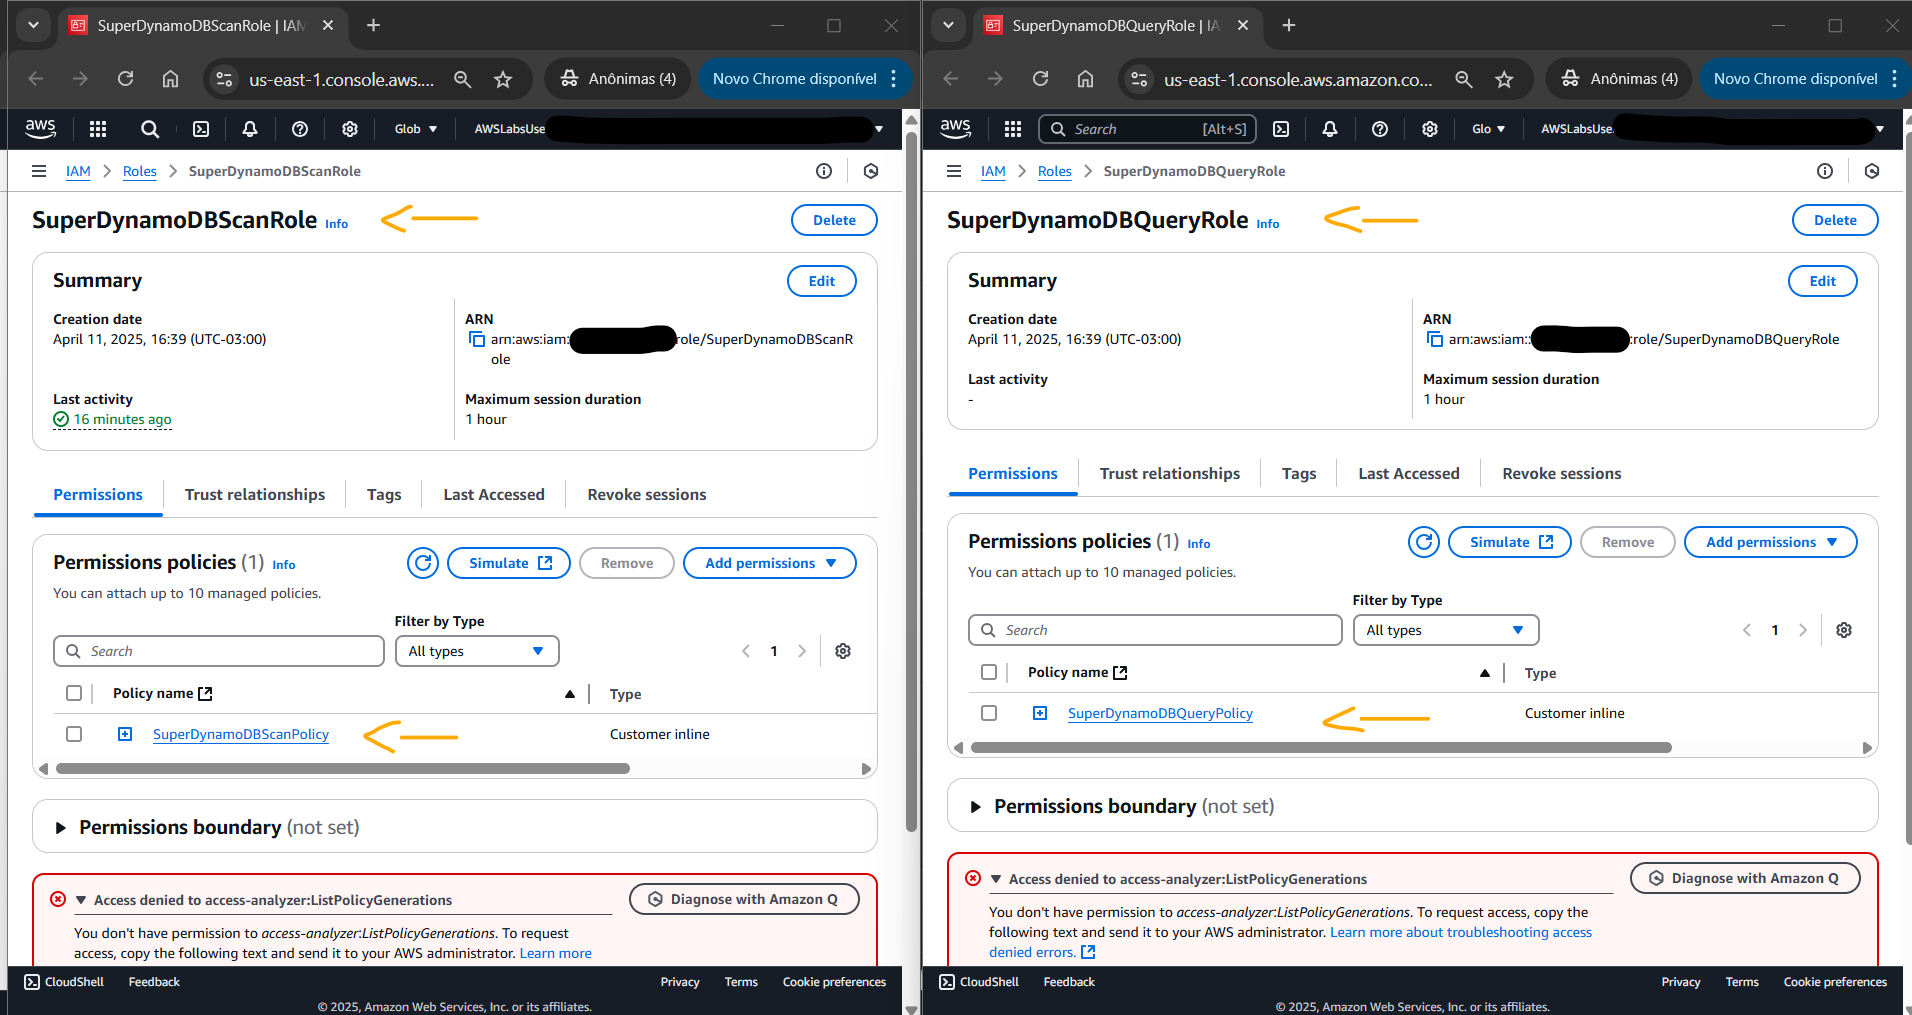 SuperDynamoDBScanRole | IAM
us-east-1.console.aws....
Anônimas (4)
Novo Chrome disponível
aws
Glob
AWSLabsUse
IAM > Roles > SuperDynamoDBScanRole
SuperDynamoDBScanRole Info
Delete
Summary
Edit
Creation date
April 11, 2025, 16:39 (UTC-03:00)
ARN
arn:aws:iam: role/SuperDynamoDBScanR
ole
Last activity
16 minutes ago
Maximum session duration
1 hour
Permissions
Trust relationships
Tags
Last Accessed
Revoke sessions
Permissions policies (1) Info
Simulate
Remove
Add permissions
You can attach up to 10 managed policies.
Filter by Type
Search
All types
1
Policy name
Type
SuperDynamoDBScanPolicy
Customer inline
Permissions boundary (not set)
Access denied to access-analyzer:ListPolicyGenerations
Diagnose with Amazon Q
You don't have permission to access-analyzer:ListPolicyGenerations. To request
access, copy the following text and send it to your AWS administrator. Learn more
CloudShell
Feedback
Privacy
Terms
Cookie preferences
© 2025, Amazon Web Services, Inc. or its affiliates.
SuperDynamoDBQueryRole | IA
us-east-1.console.aws.amazon.co...
Anônimas (4)
Novo Chrome disponível
aws
Search
[Alt+S]
Glo
AWSLabsUse
IAM > Roles > SuperDynamoDBQueryRole
SuperDynamoDBQueryRole Info
Delete
Summary
Edit
Creation date
April 11, 2025, 16:39 (UTC-03:00)
ARN
arn:aws:iam:: :role/SuperDynamoDBQueryRole
Last activity
-
Maximum session duration
1 hour
Permissions
Trust relationships
Tags
Last Accessed
Revoke sessions
Permissions policies (1) Info
Simulate
Remove
Add permissions
You can attach up to 10 managed policies.
Filter by Type
Search
All types
1
Policy name
Type
SuperDynamoDBQueryPolicy
Customer inline
Permissions boundary (not set)
Access denied to access-analyzer:ListPolicyGenerations
Diagnose with Amazon Q
You don't have permission to access-analyzer:ListPolicyGenerations. To request access, copy the
following text and send it to your AWS administrator. Learn more about troubleshooting access
denied errors.
CloudShell
Feedback
Privacy
Terms
Cookie preferences
© 2025, Amazon Web Services, Inc. or its affiliates.